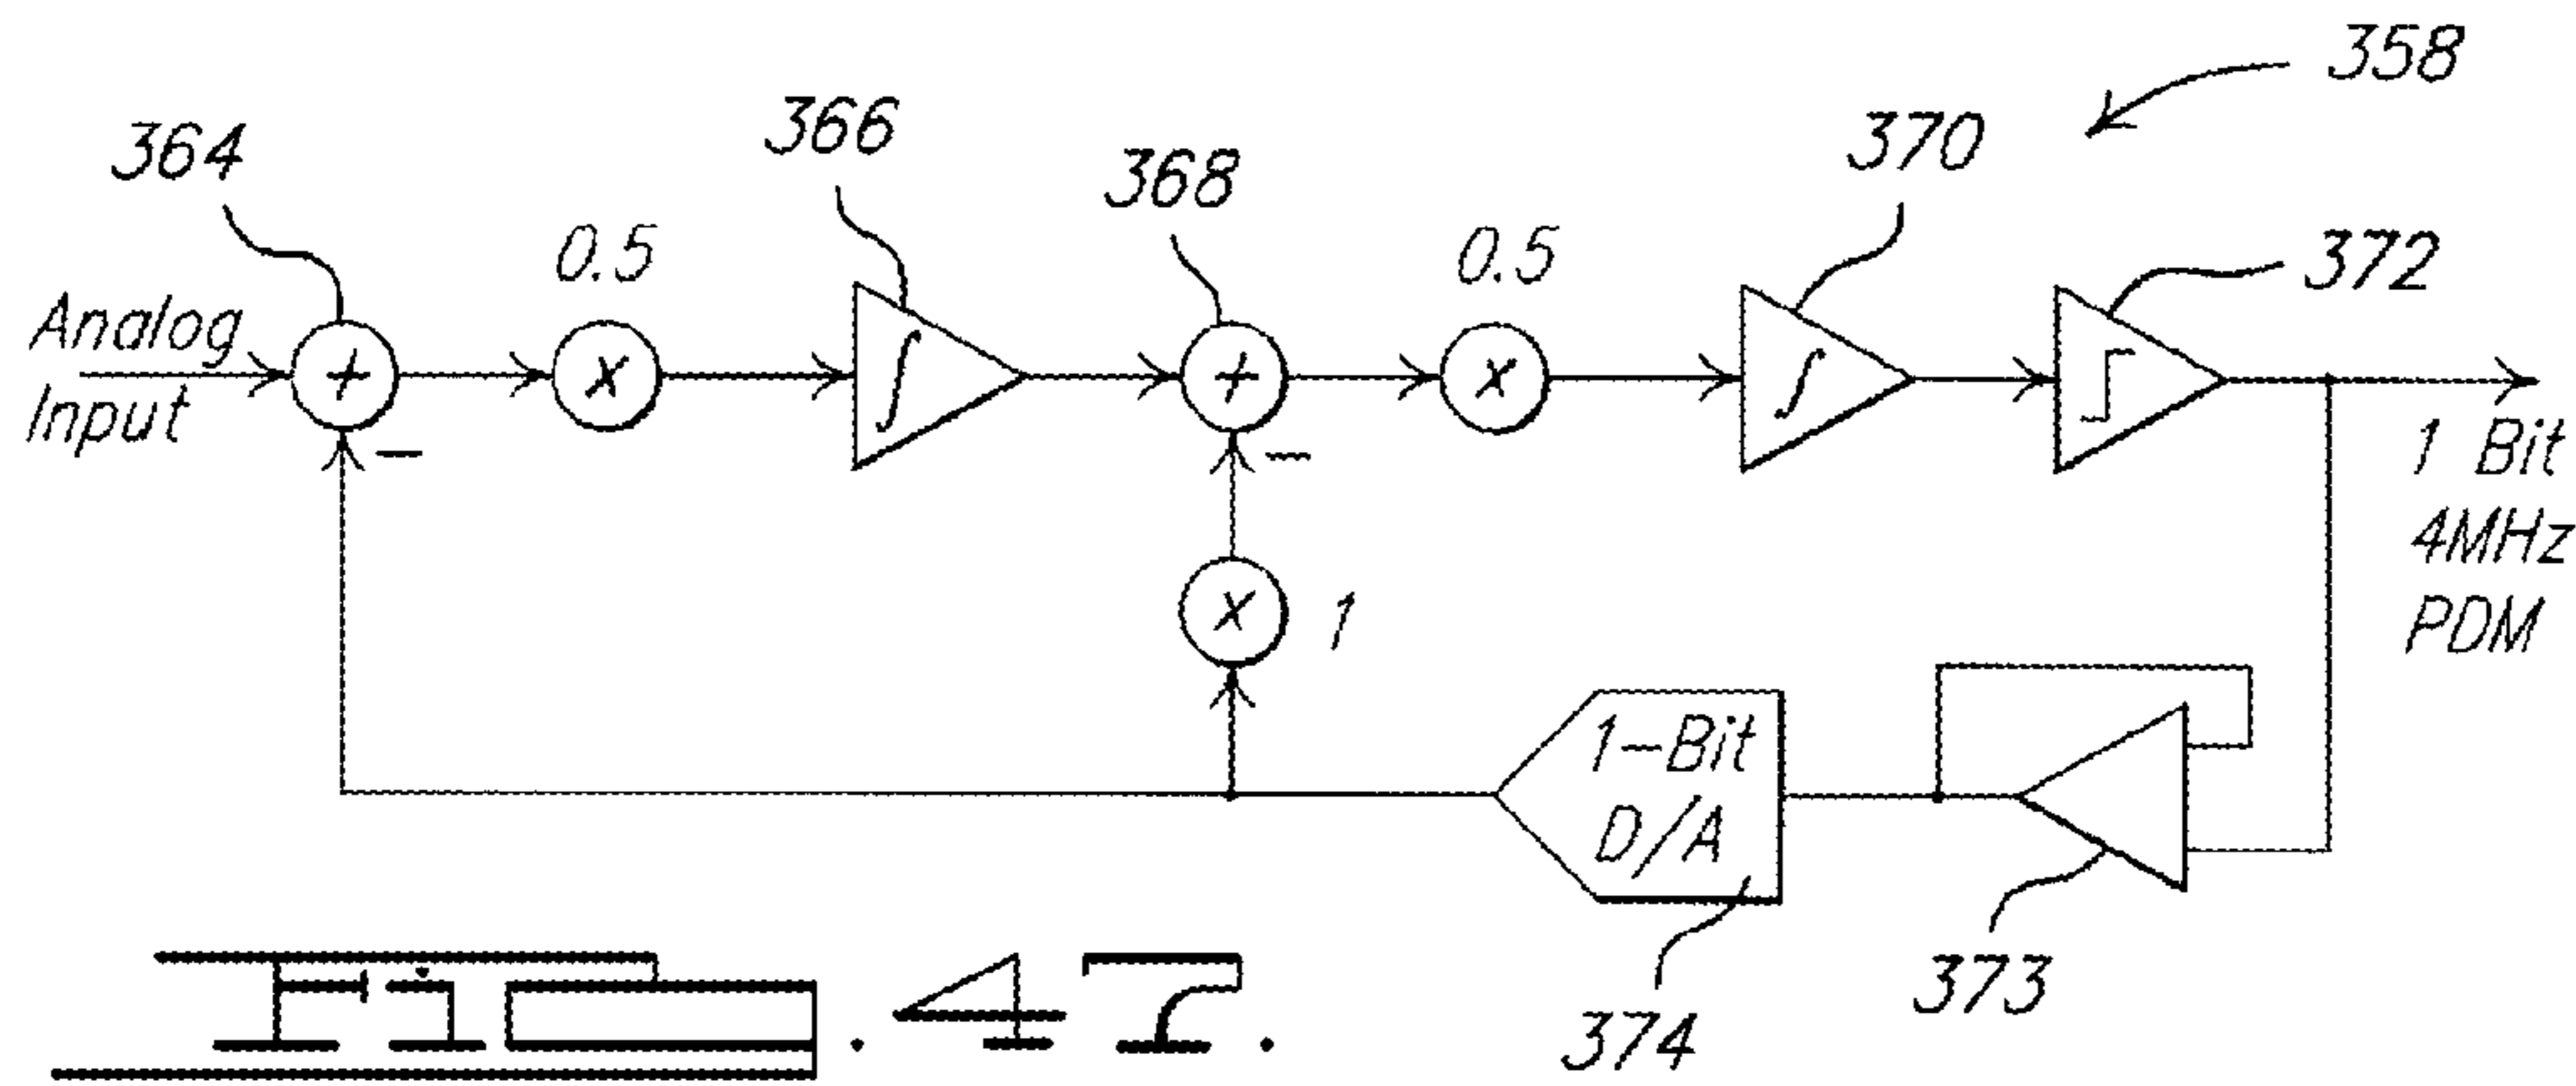 358
370
366
368
364
0.5
0.5
372
Analog
Input
+
x
∫
+
x
∫
−
−
1 Bit
4MHz
PDM
x
1
1-Bit
D/A
373
374
Fig. 47.